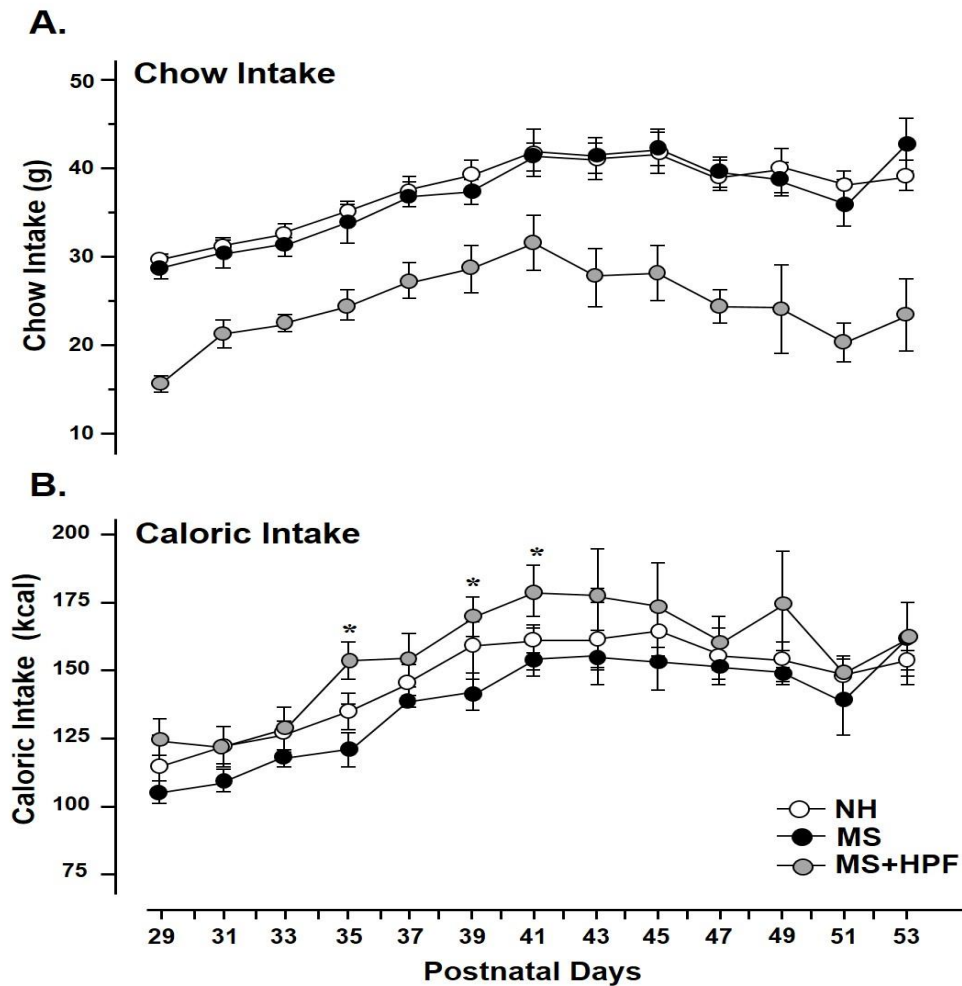 A.
Chow Intake
50
40
30
20
10
Chow Intake (g)
B.
Caloric Intake
200
175
150
125
100
75
Caloric Intake (kcal)
*
*
*
NH
MS
MS+HPF
29 31 33 35 37 39 41 43 45 47 49 51 53
Postnatal Days